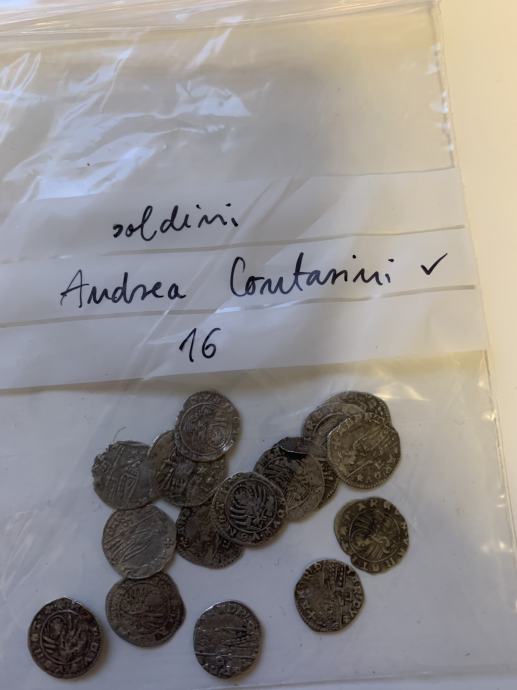 soldini
Andrea Contarini ✓
16